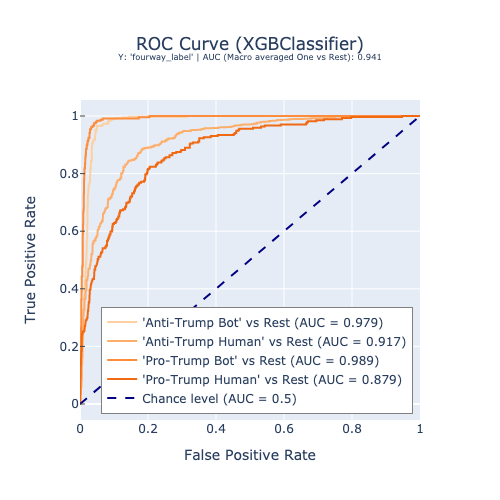 ROC Curve (XGBClassifier)
Y: 'fourway_label' | AUC (Macro averaged One vs Rest): 0.941
True Positive Rate
1
0.8
0.6
0.4
0.2
0
'Anti-Trump Bot' vs Rest (AUC = 0.979)
'Anti-Trump Human' vs Rest (AUC = 0.917)
'Pro-Trump Bot' vs Rest (AUC = 0.989)
'Pro-Trump Human' vs Rest (AUC = 0.879)
Chance level (AUC = 0.5)
0 0.2 0.4 0.6 0.8 1
False Positive Rate